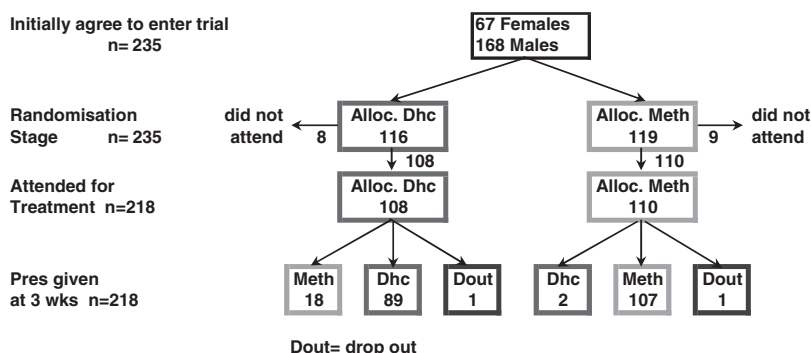 Initially agree to enter trial
n= 235
67 Females
168 Males
Randomisation
Stage n= 235
did not
attend
8
Alloc. Dhc
116
Alloc. Meth
119
9
did not
attend
108
110
Attended for
Treatment n=218
Alloc. Dhc
108
Alloc. Meth
110
Pres given
at 3 wks n=218
Meth
18
Dhc
89
Dout
1
Dhc
2
Meth
107
Dout
1
Dout= drop out